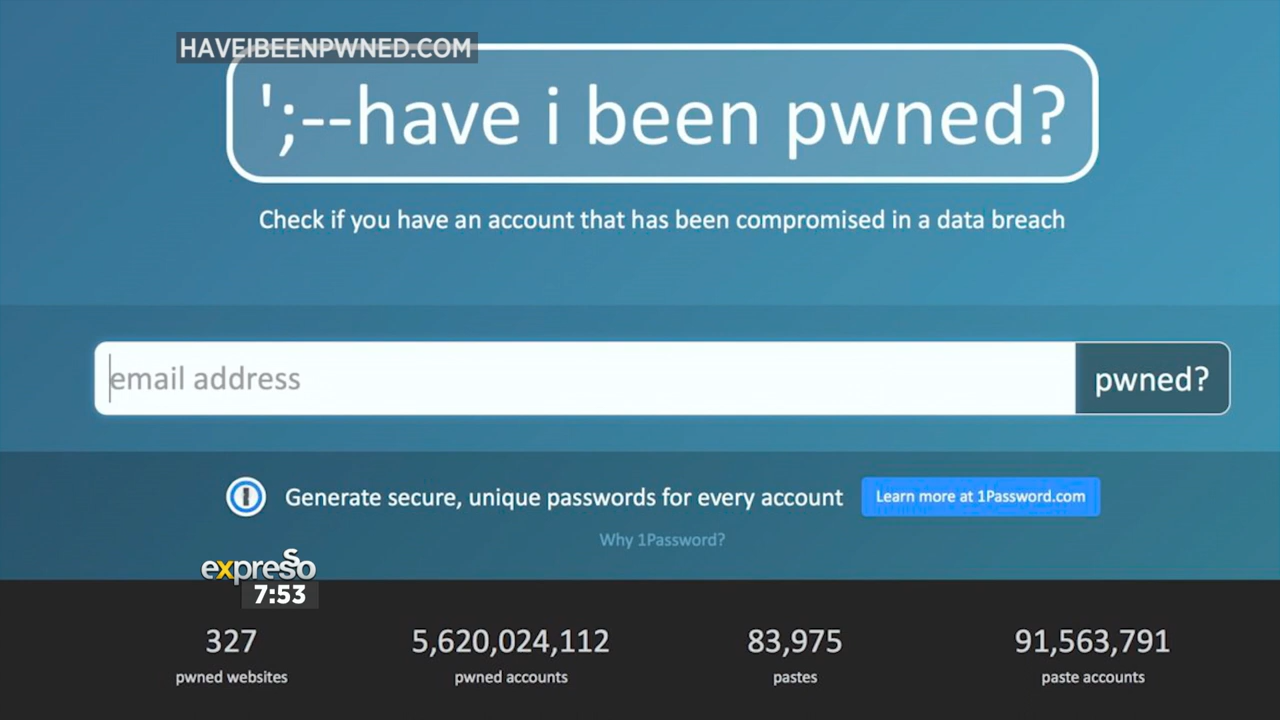 HAVEIBEENPWNED.COM
';--have i been pwned?
Check if you have an account that has been compromised in a data breach
email address
pwned?
Generate secure, unique passwords for every account
Learn more at 1Password.com
Why 1Password?
expresso
7:53
327
5,620,024,112
83,975
91,563,791
pwned websites
pwned accounts
pastes
paste accounts